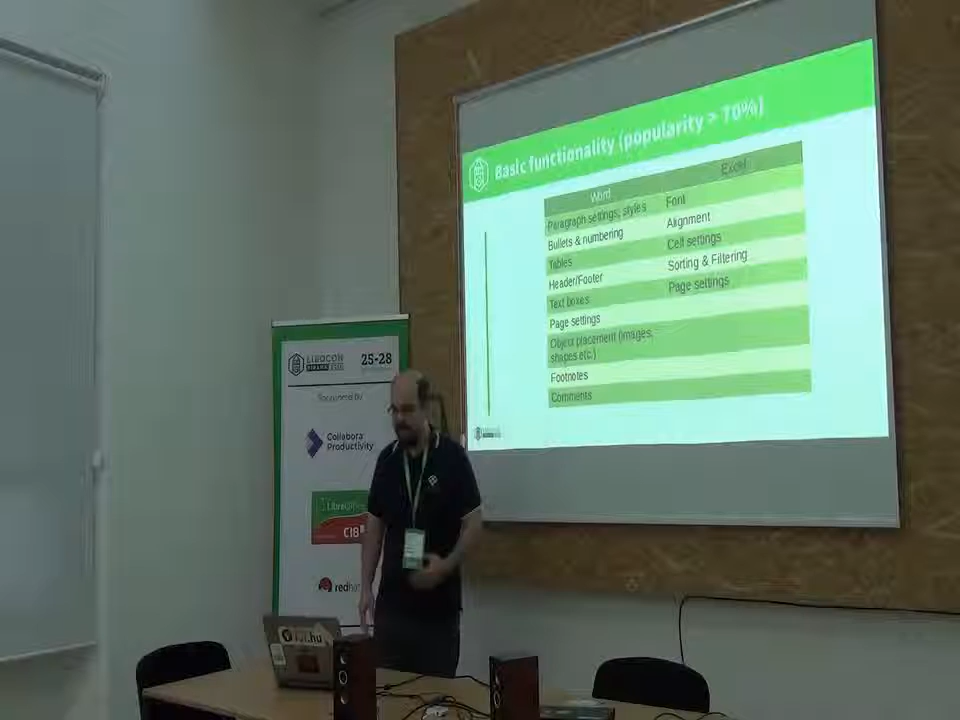 Basic functionality (popularity > 70%)
Word
Excel
Paragraph settings, styles
Font
Bullets & numbering
Alignment
Tables
Cell settings
Header/Footer
Sorting & Filtering
Text boxes
Page settings
Page settings
Object placement (images,
shapes etc.)
Footnotes
Comments
LIBOCON
25-28
Sponsored by
Collabora
Productivity
CIB
redhat